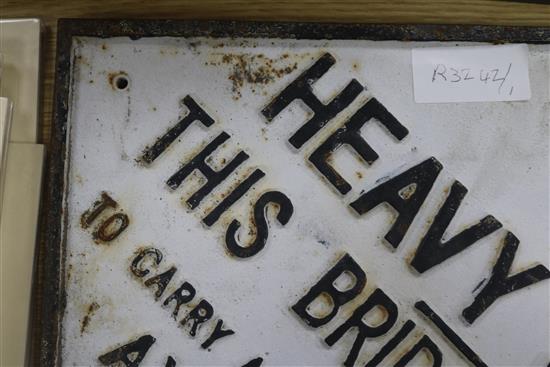 R3242/1
HEAVY
THIS BRID
TO CARRY A